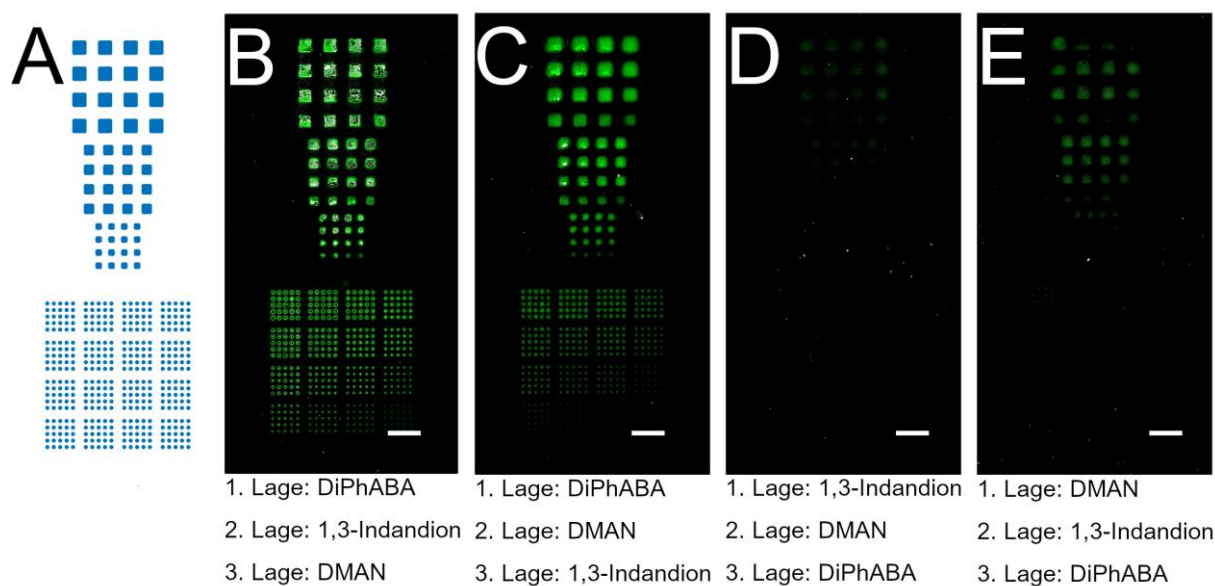 A
B
C
D
E
1. Lage: DiPhABA
2. Lage: 1,3-Indandion
3. Lage: DMAN
1. Lage: DiPhABA
2. Lage: DMAN
3. Lage: 1,3-Indandion
1. Lage: 1,3-Indandion
2. Lage: DMAN
3. Lage: DiPhABA
1. Lage: DMAN
2. Lage: 1,3-Indandion
3. Lage: DiPhABA